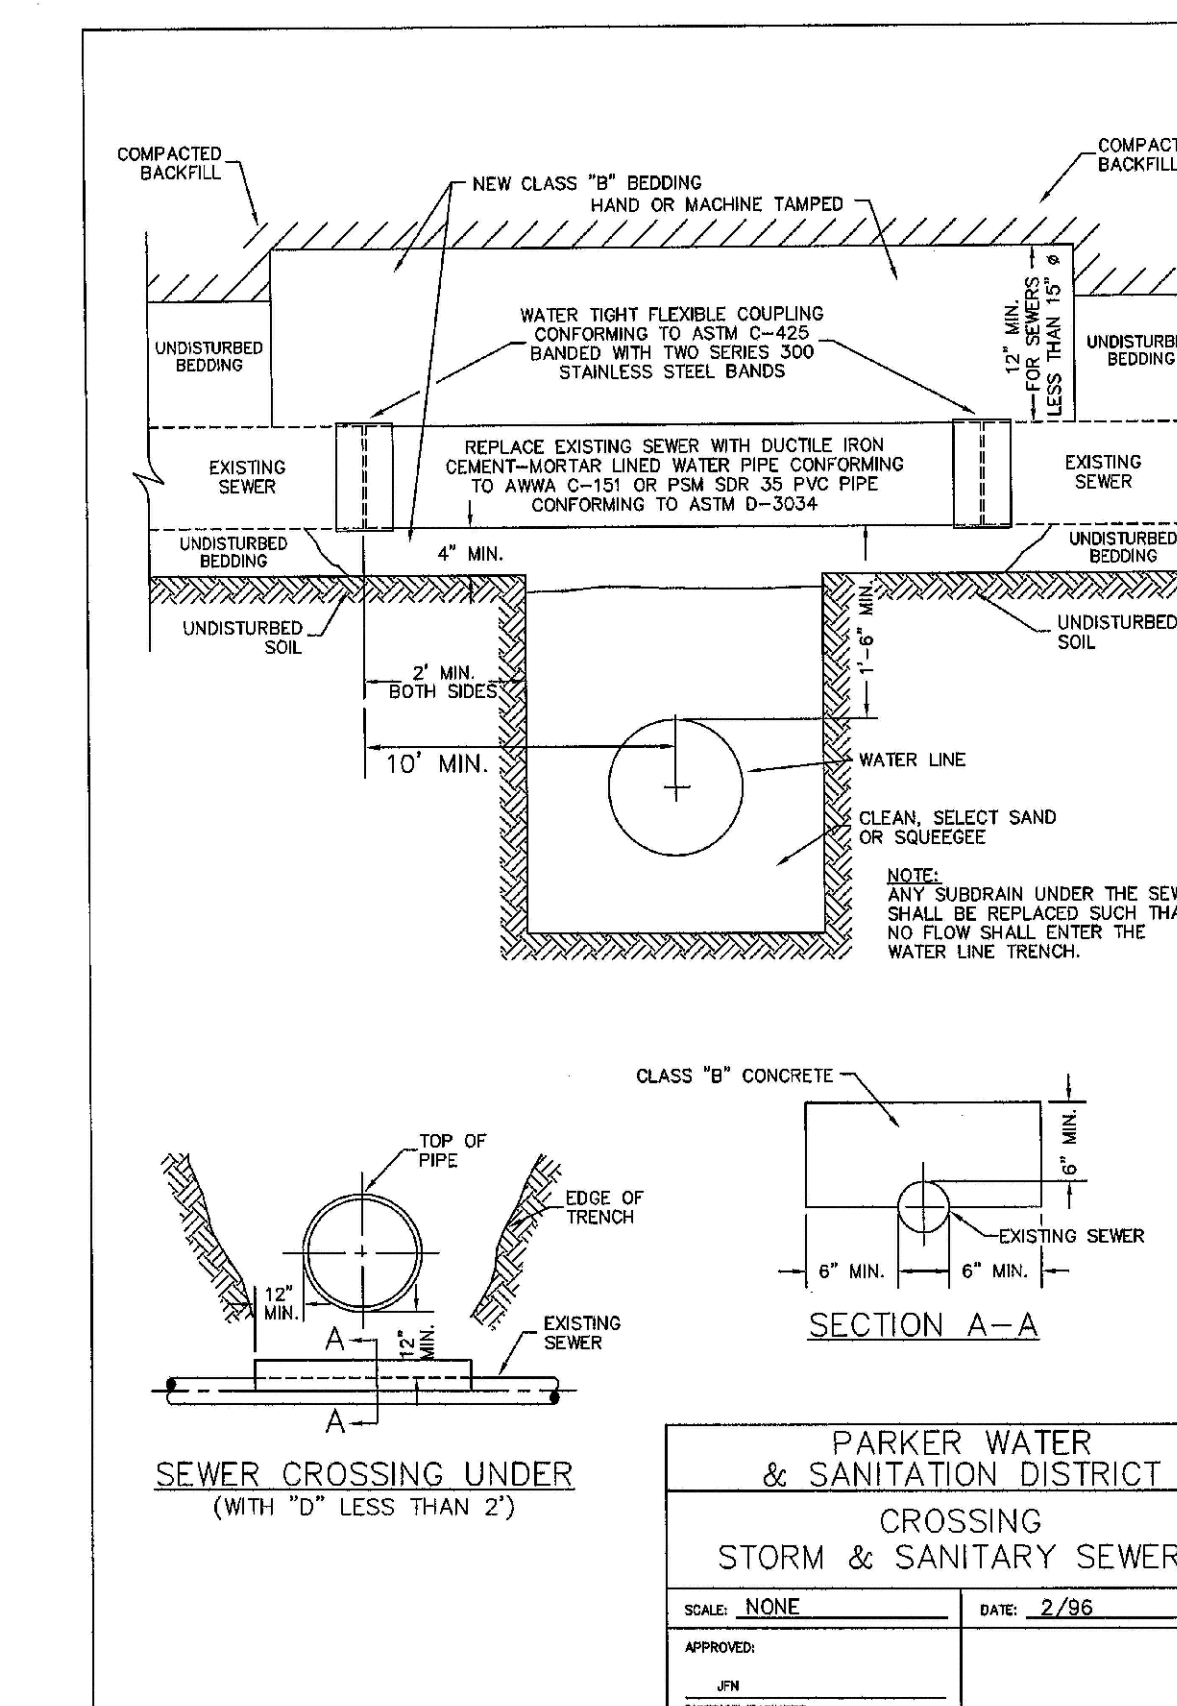 COMPACTED
BACKFILL
NEW CLASS "B" BEDDING
HAND OR MACHINE TAMPED
BACKFILL
WATER TIGHT FLEXIBLE COUPLING
CONFORMING TO ASTM C-425
BANDED WITH TWO SERIES 300
STAINLESS STEEL BANDS
12" MIN.
FOR SEWERS
LESS THAN 15" ø
UNDISTURBED
BEDDING
BEDDING
EXISTING
SEWER
REPLACE EXISTING SEWER WITH DUCTILE IRON
CEMENT-MORTAR LINED WATER PIPE CONFORMING
TO AWWA C-151 OR PSM SDR 35 PVC PIPE
CONFORMING TO ASTM D-3034
EXISTING
SEWER
UNDISTURBED
BEDDING
4" MIN.
UNDISTURBED
BEDDING
UNDISTURBED
SOIL
1'-6" MIN.
UNDISTURBED
SOIL
2' MIN.
BOTH SIDES
10' MIN.
WATER LINE
CLEAN, SELECT SAND
OR SQUEEGEE
NOTE:
ANY SUBDRAIN UNDER THE
SHALL BE REPLACED SUCH
NO FLOW SHALL ENTER THE
WATER LINE TRENCH.
CLASS "B" CONCRETE
6" MIN.
EXISTING SEWER
6" MIN.
6" MIN.
SECTION A-A
TOP OF
PIPE
EDGE OF
TRENCH
12"
MIN.
12"
MIN.
EXISTING
SEWER
A
A
SEWER CROSSING UNDER
(WITH "D" LESS THAN 2')
PARKER WATER
& SANITATION DISTRICT
CROSSING
STORM & SANITARY SEWER
SCALE: NONE
DATE: 2/96
APPROVED:
JFN